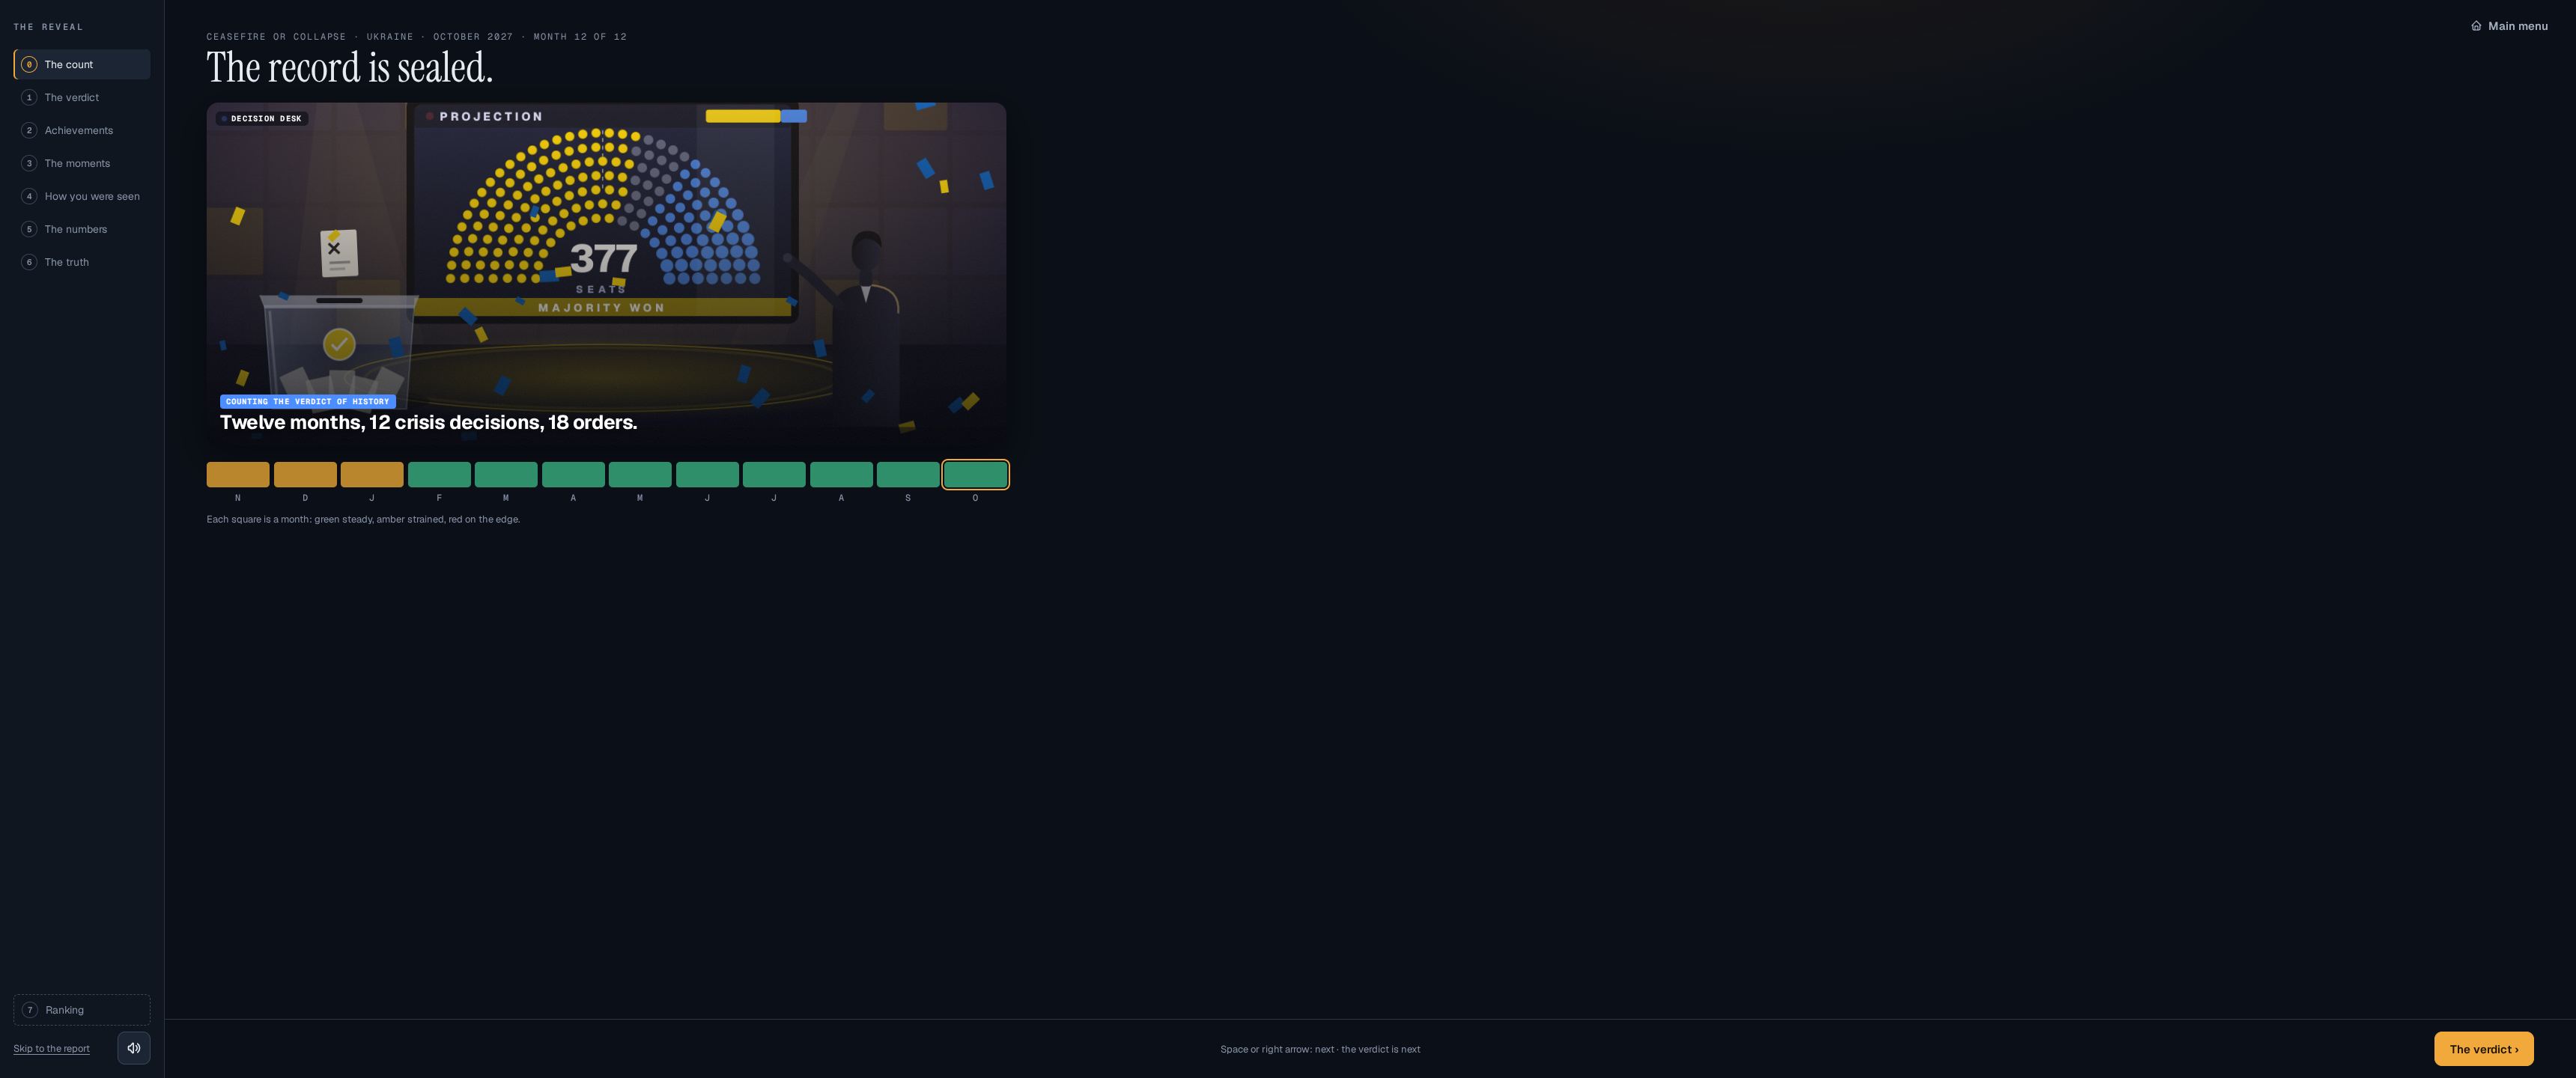 THE REVEAL
0 The count
1 The verdict
2 Achievements
3 The moments
4 How you were seen
5 The numbers
6 The truth
7 Ranking
Skip to the report
Main menu
CEASEFIRE OR COLLAPSE · UKRAINE · OCTOBER 2027 · MONTH 12 OF 12
The record is sealed.
DECISION DESK
PROJECTION
377
SEATS
MAJORITY WON
COUNTING THE VERDICT OF HISTORY
Twelve months, 12 crisis decisions, 18 orders.
N D J F M A M J J A S O
Each square is a month: green steady, amber strained, red on the edge.
Space or right arrow: next · the verdict is next
The verdict ›